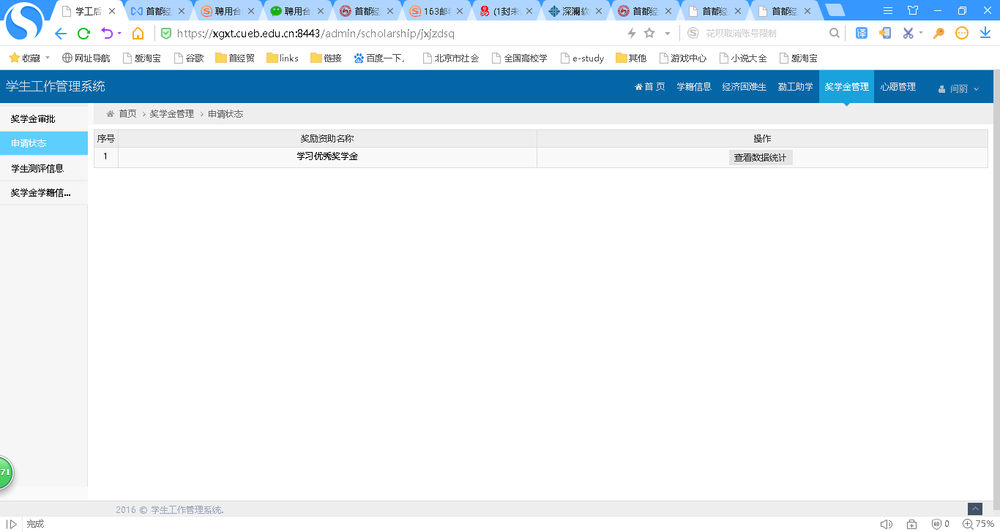 学工后
首都经
聘用合
聘用合
首都经
163邮
(1封未
深澜软
首都经
首都经
首都经
https://xgxt.cueb.edu.cn:8443/admin/scholarship/jxjzdsq
花呗取消账号限制
译
收藏 网址导航 爱淘宝 谷歌 首经贸 links 链接 百度一下， 北京市社会 全国高校学 e-study 其他 游戏中心 小说大全 爱淘宝
学生工作管理系统
首 页 学籍信息 经济困难生 勤工助学 奖学金管理 心愿管理 闫丽
奖学金审批
申请状态
学生测评信息
奖学金学籍信...
首页 > 奖学金管理 > 申请状态
序号 奖励资助名称 操作
1 学习优秀奖学金 查看数据统计
71
2016 © 学生工作管理系统.
完成
AD 0
75%